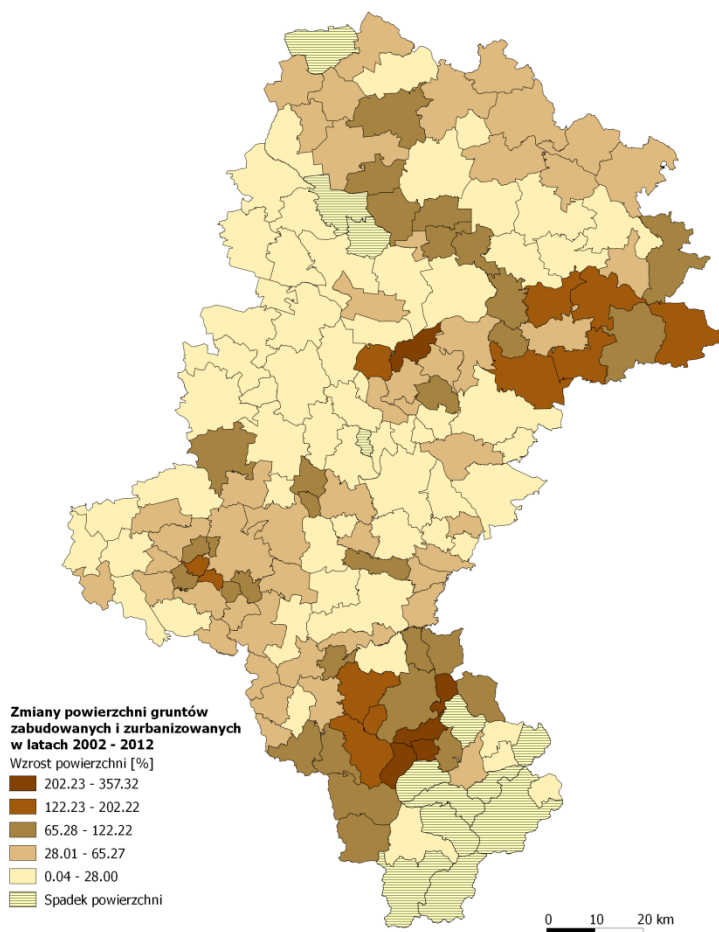 Zmiany powierzchni gruntów
zabudowanych i zurbanizowanych
w latach 2002 - 2012
Wzrost powierzchni [%]
202.23 - 357.32
122.23 - 202.22
65.28 - 122.22
28.01 - 65.27
0.04 - 28.00
Spadek powierzchni
0 10 20 km